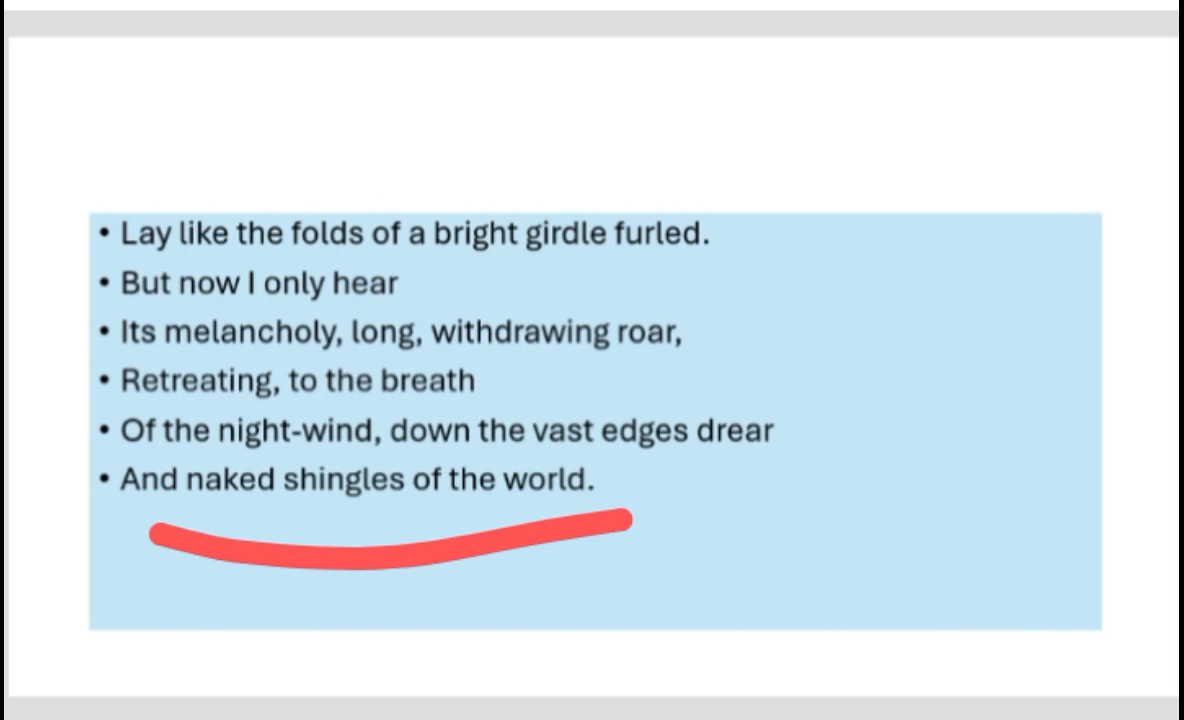 • Lay like the folds of a bright girdle furled.
• But now I only hear
• Its melancholy, long, withdrawing roar,
• Retreating, to the breath
• Of the night-wind, down the vast edges drear
• And naked shingles of the world.